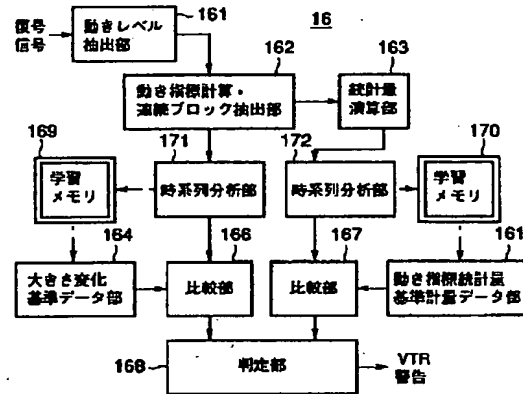 161
16
復号
信号
動きレベル
抽出部
162
163
動き指標計算・
連続ブロック抽出部
統計量
演算部
169
171
172
170
学習
メモリ
時系列分析部
時系列分析部
学習
メモリ
164
166
167
161
大きさ変化
基準データ部
比較部
比較部
動き指標統計量
基準計量データ部
168
判定部
VTR
警告